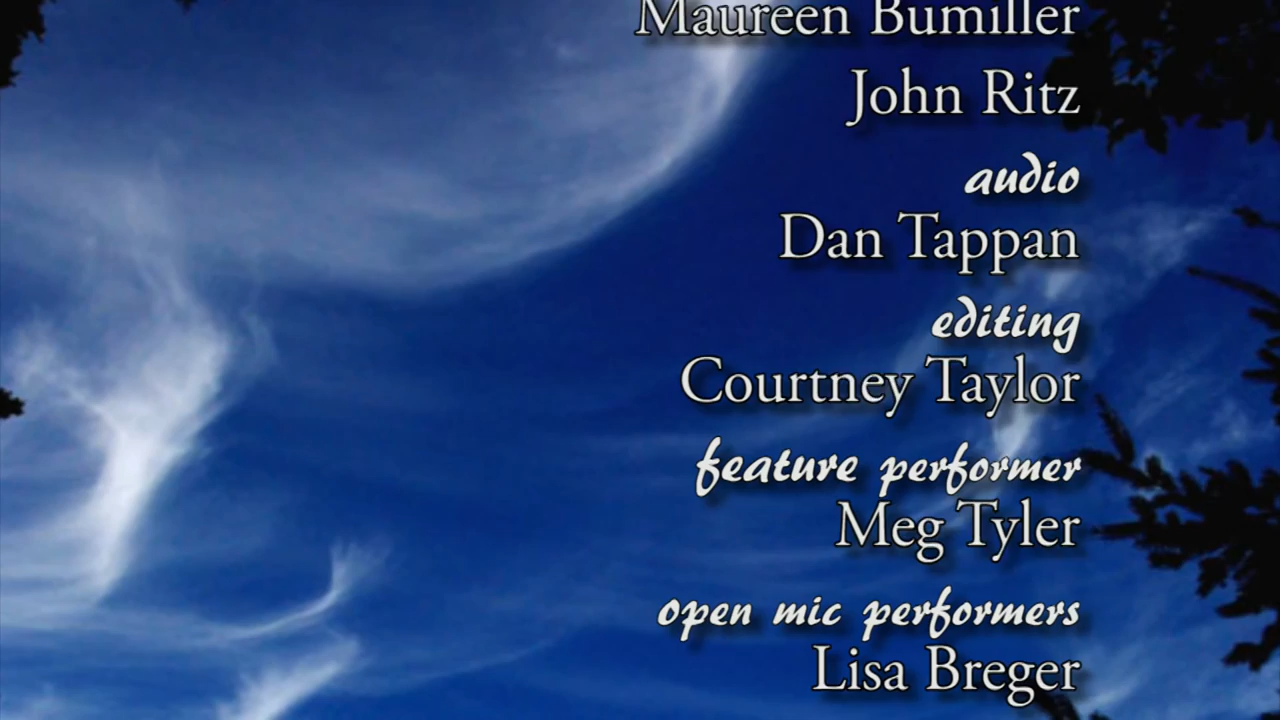 Maureen Bumiller
John Ritz
audio
Dan Tappan
editing
Courtney Taylor
feature performer
Meg Tyler
open mic performers
Lisa Breger